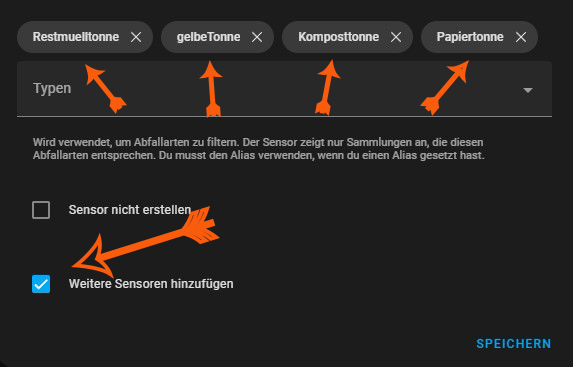 Restmuelltonne gelbeTonne Komposttonne Papiertonne
Typen
Wird verwendet, um Abfallarten zu filtern. Der Sensor zeigt nur Sammlungen an, die diesen
Abfallarten entsprechen. Du musst den Alias verwenden, wenn du einen Alias gesetzt hast.
Sensor nicht erstellen
Weitere Sensoren hinzufügen
SPEICHERN